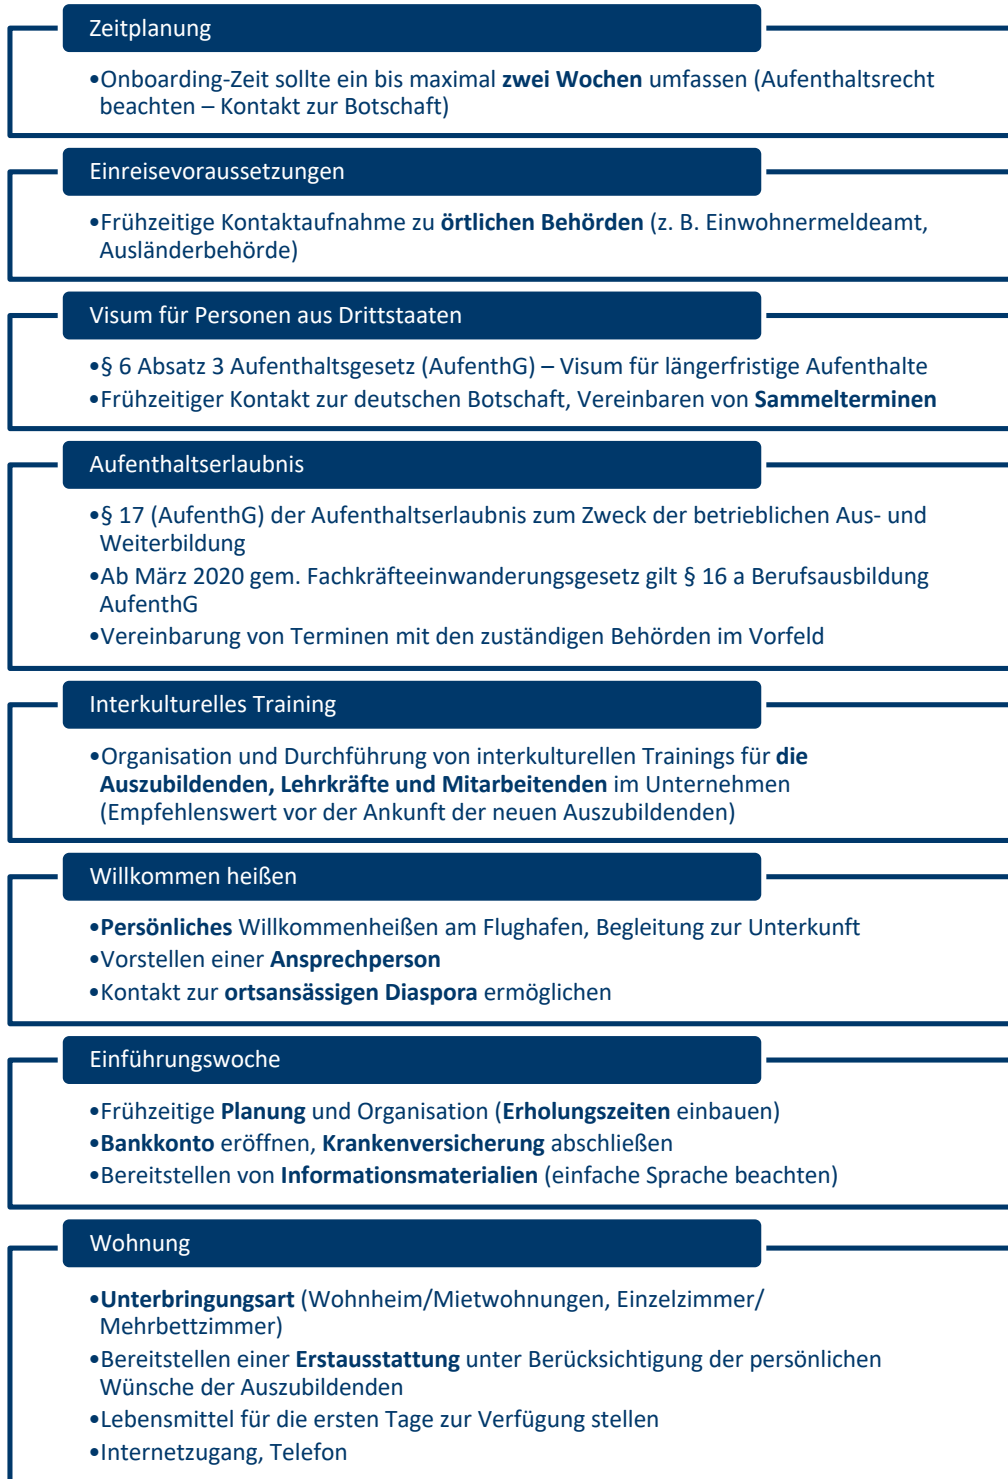 Zeitplanung
•Onboarding-Zeit sollte ein bis maximal zwei Wochen umfassen (Aufenthaltsrecht
beachten – Kontakt zur Botschaft)
Einreisevoraussetzungen
•Frühzeitige Kontaktaufnahme zu örtlichen Behörden (z. B. Einwohnermeldeamt,
Ausländerbehörde)
Visum für Personen aus Drittstaaten
•§ 6 Absatz 3 Aufenthaltsgesetz (AufenthG) – Visum für längerfristige Aufenthalte
•Frühzeitiger Kontakt zur deutschen Botschaft, Vereinbaren von Sammelterminen
Aufenthaltserlaubnis
•§ 17 (AufenthG) der Aufenthaltserlaubnis zum Zweck der betrieblichen Aus- und
Weiterbildung
•Ab März 2020 gem. Fachkräfteeinwanderungsgesetz gilt § 16 a Berufsausbildung
AufenthG
•Vereinbarung von Terminen mit den zuständigen Behörden im Vorfeld
Interkulturelles Training
•Organisation und Durchführung von interkulturellen Trainings für die
Auszubildenden, Lehrkräfte und Mitarbeitenden im Unternehmen
(Empfehlenswert vor der Ankunft der neuen Auszubildenden)
Willkommen heißen
•Persönliches Willkommenheißen am Flughafen, Begleitung zur Unterkunft
•Vorstellen einer Ansprechperson
•Kontakt zur ortsansässigen Diaspora ermöglichen
Einführungswoche
•Frühzeitige Planung und Organisation (Erholungszeiten einbauen)
•Bankkonto eröffnen, Krankenversicherung abschließen
•Bereitstellen von Informationsmaterialien (einfache Sprache beachten)
Wohnung
•Unterbringungsart (Wohnheim/Mietwohnungen, Einzelzimmer/
Mehrbettzimmer)
•Bereitstellen einer Erstausstattung unter Berücksichtigung der persönlichen
Wünsche der Auszubildenden
•Lebensmittel für die ersten Tage zur Verfügung stellen
•Internetzugang, Telefon